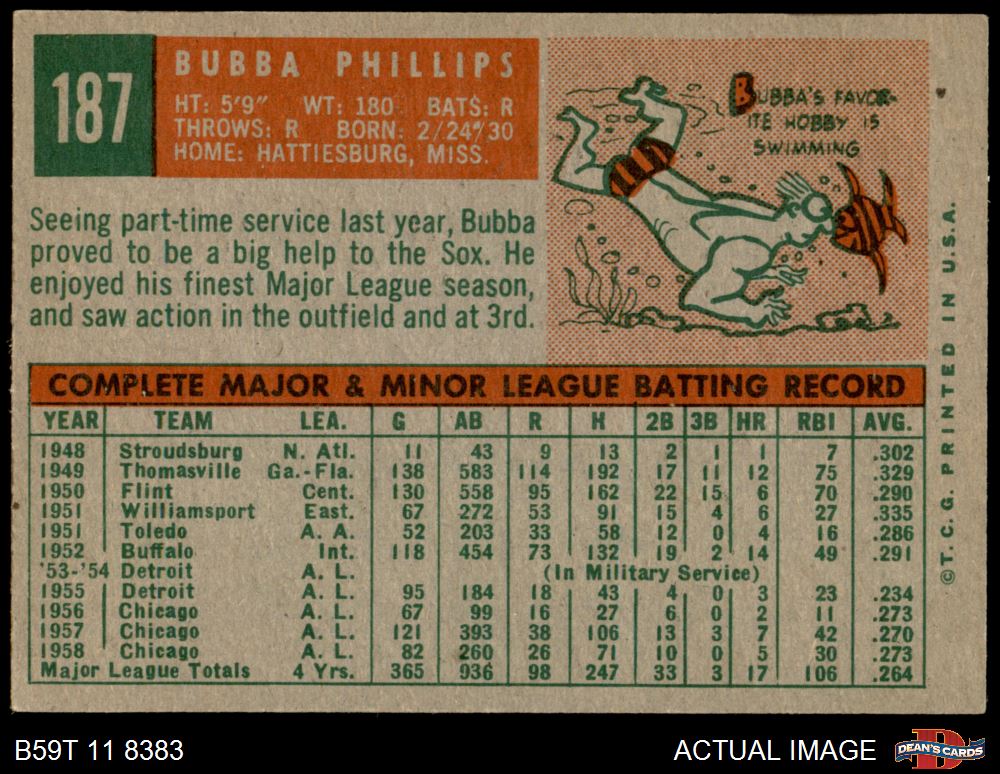 187
BUBBA PHILLIPS
HT: 5'9" WT: 180 BATS: R
THROWS: R BORN: 2/24/30
HOME: HATTIESBURG, MISS.
BUBBA'S FAVOR-
ITE HOBBY IS
SWIMMING
Seeing part-time service last year, Bubba
proved to be a big help to the Sox. He
enjoyed his finest Major League season,
and saw action in the outfield and at 3rd.
COMPLETE MAJOR & MINOR LEAGUE BATTING RECORD
YEAR TEAM LEA. G AB R H 2B 3B HR RBI AVG.
1948 Stroudsburg N. Atl. 11 43 9 13 2 1 1 7 .302
1949 Thomasville Ga.-Fla. 138 583 114 192 17 11 12 75 .329
1950 Flint Cent. 130 558 95 162 22 15 6 70 .290
1951 Williamsport East. 67 272 53 91 15 4 6 27 .335
1951 Toledo A. A. 52 203 33 58 12 0 4 16 .286
1952 Buffalo Int. 118 454 73 132 19 2 14 49 .291
'53-'54 Detroit A. L. (In Military Service)
1955 Detroit A. L. 95 184 18 43 4 0 3 23 .234
1956 Chicago A. L. 67 99 16 27 6 0 2 11 .273
1957 Chicago A. L. 121 393 38 106 13 3 7 42 .270
1958 Chicago A. L. 82 260 26 71 10 0 5 30 .273
Major League Totals 4 Yrs. 365 936 98 247 33 3 17 106 .264
©T. C. G. PRINTED IN U.S.A.
B59T 11 8383
ACTUAL IMAGE
DEAN'S CARDS